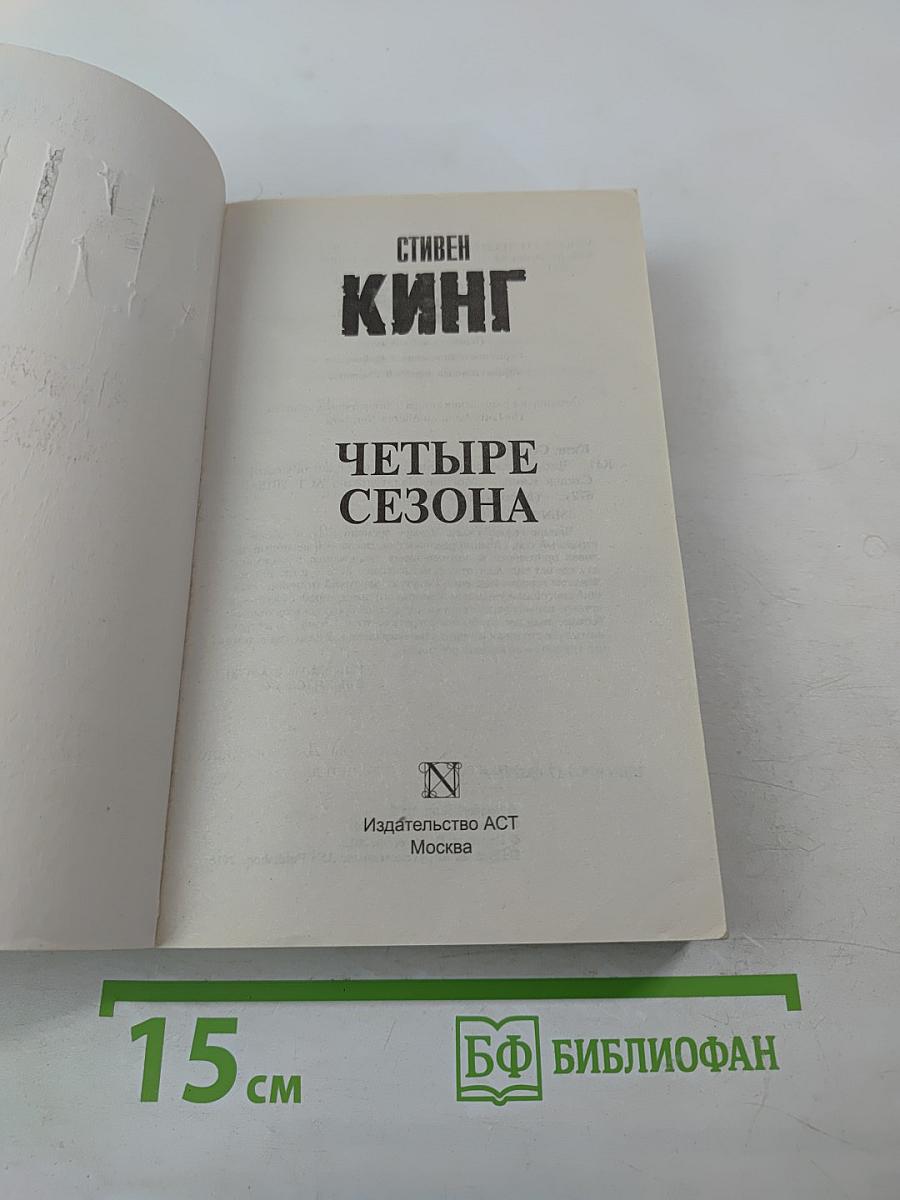 СТИВЕН
КИНГ
ЧЕТЫРЕ
СЕЗОНА
N
Издательство АСТ
Москва
15 см
БФ БИБЛИОФАН